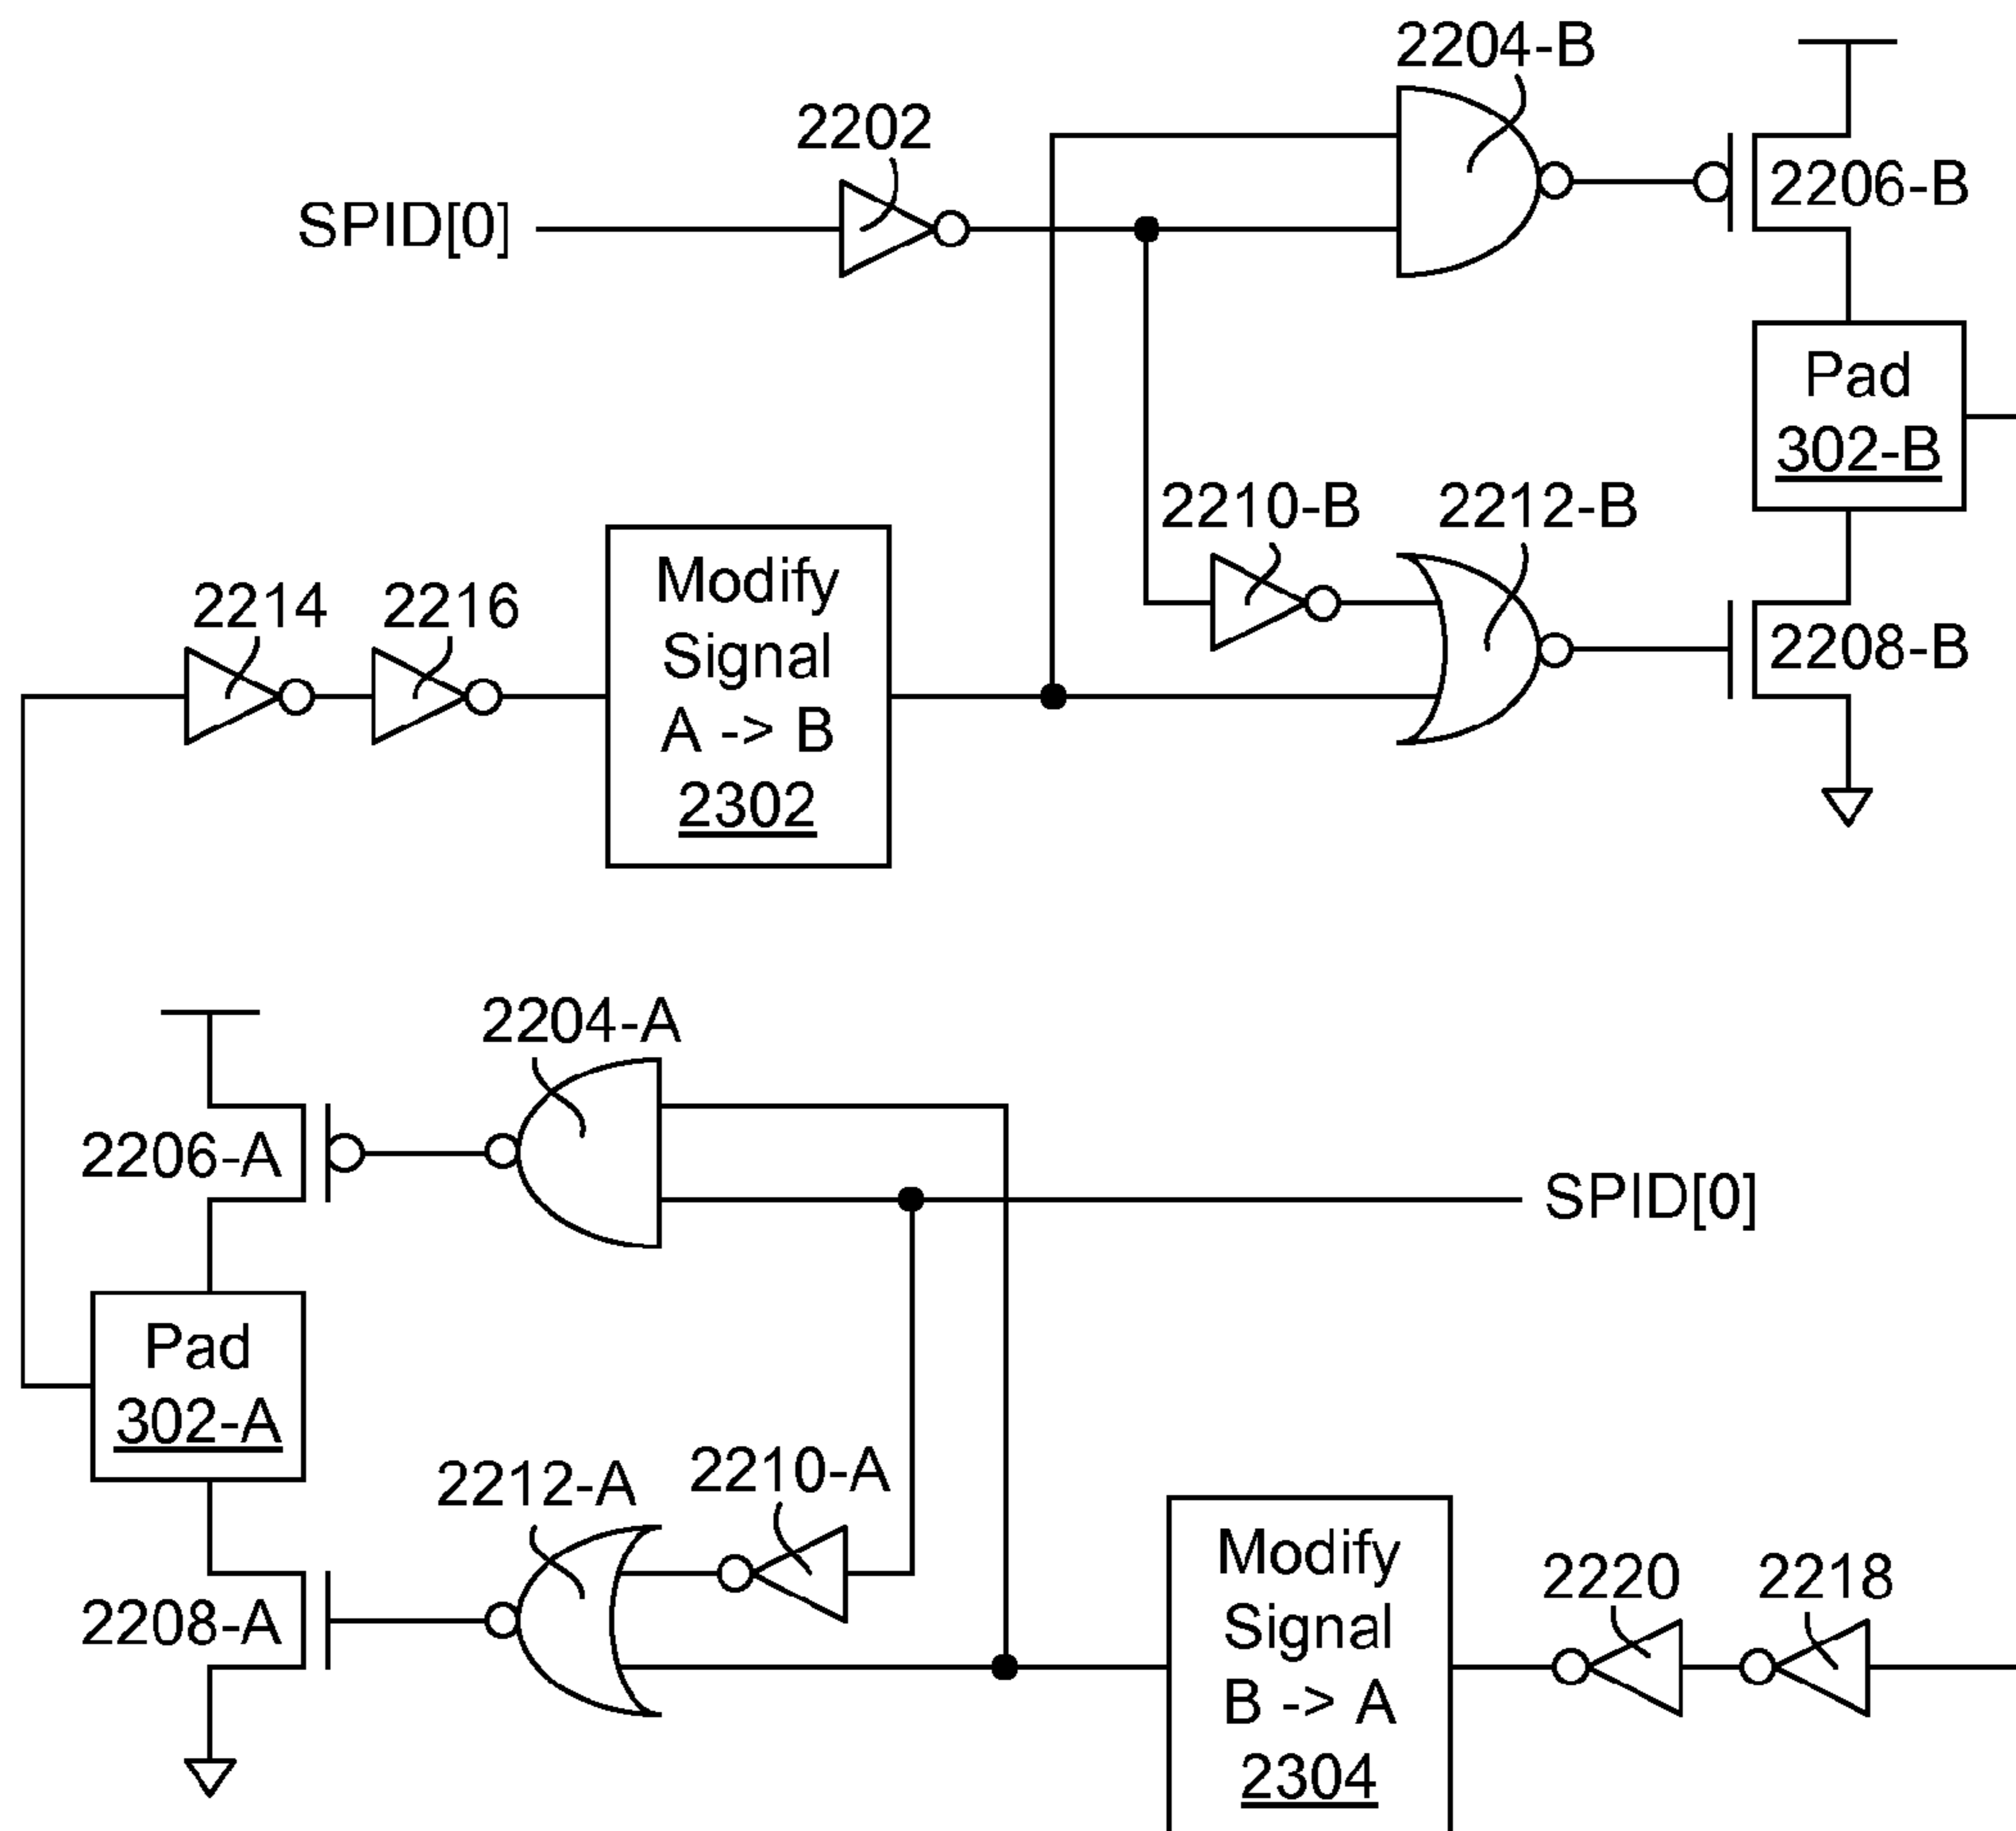 2204-B
2202
SPID[0]
2206-B
Pad
302-B
2210-B
2212-B
2214
2216
Modify
Signal
A -> B
2302
2208-B
2204-A
2206-A
SPID[0]
Pad
302-A
2212-A
2210-A
2208-A
Modify
Signal
B -> A
2304
2220
2218